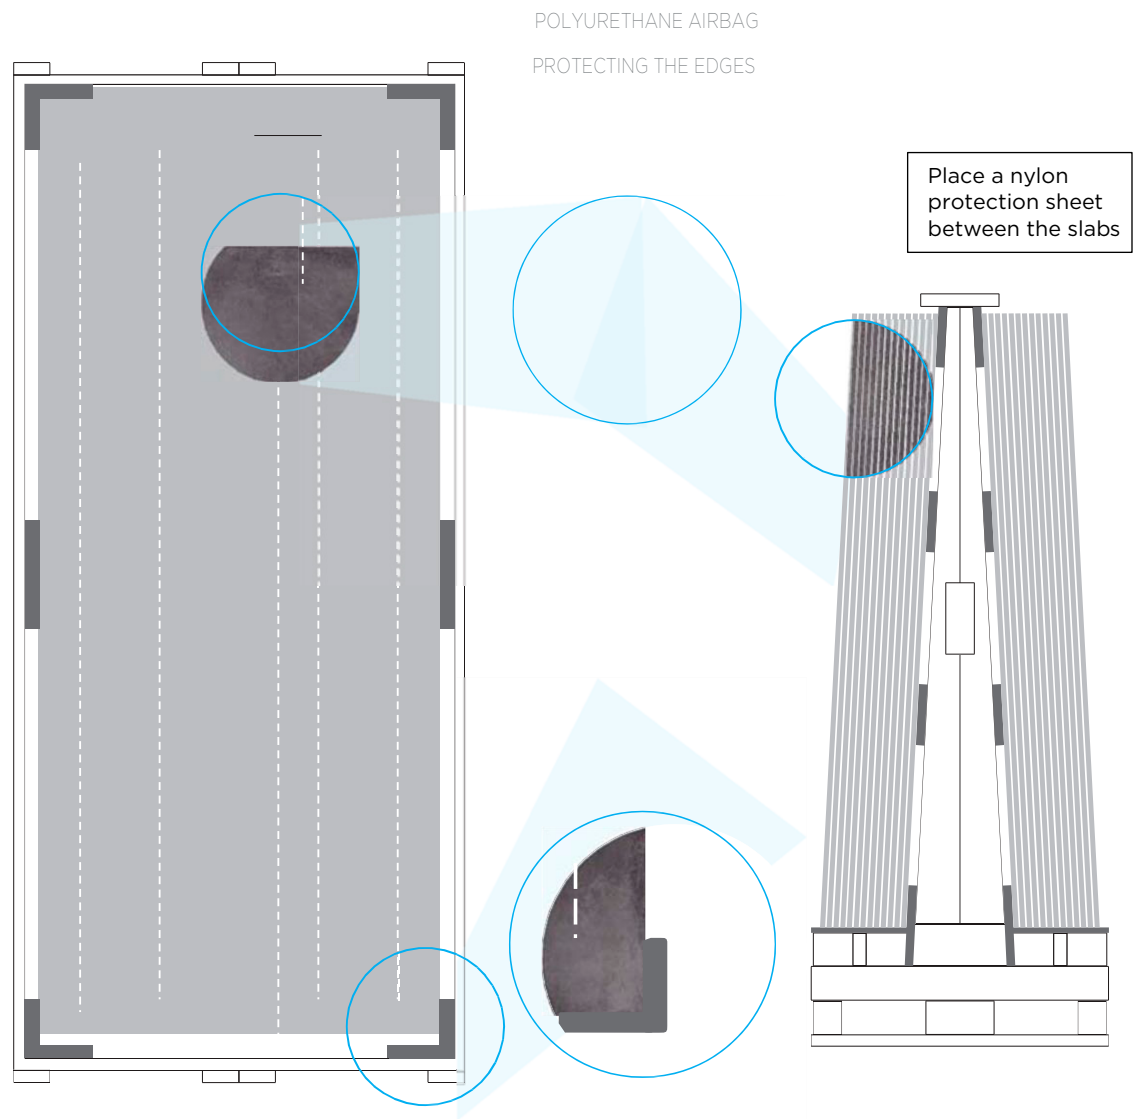 POLYURETHANE AIRBAG
PROTECTING THE EDGES
Place a nylon
protection sheet
between the slabs